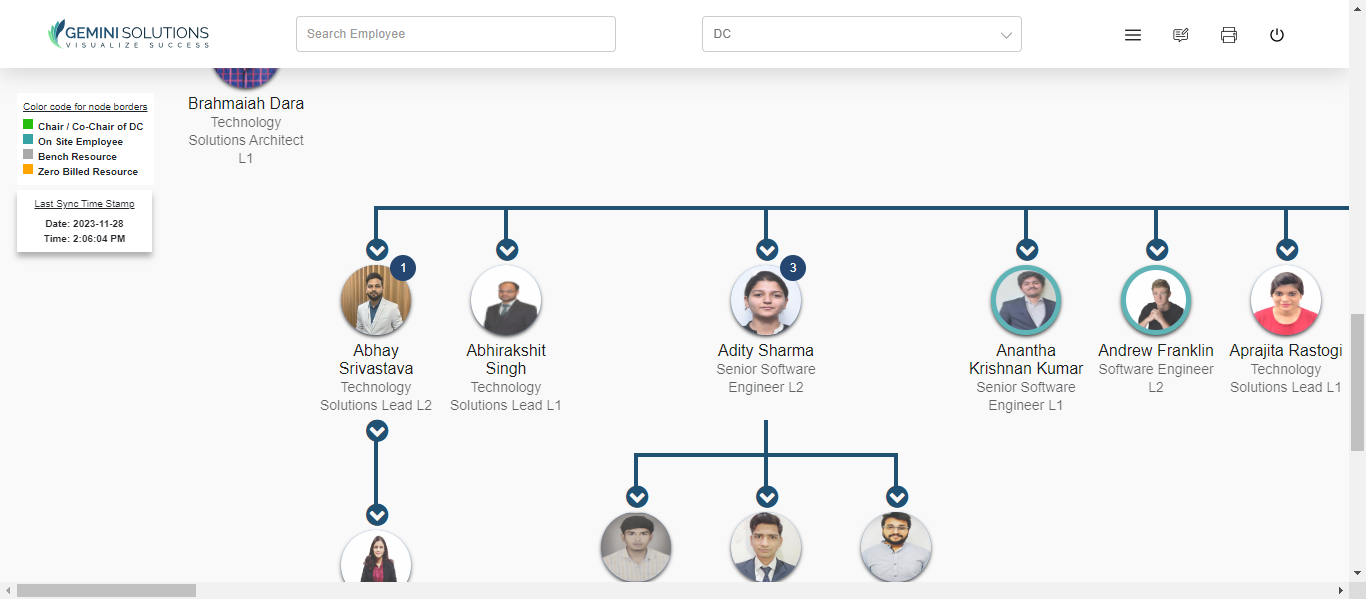 GEMINI SOLUTIONS
VISUALIZE SUCCESS
Search Employee
DC
Color code for node borders
Chair / Co-Chair of DC
On Site Employee
Bench Resource
Zero Billed Resource
Last Sync Time Stamp
Date: 2023-11-28
Time: 2:06:04 PM
Brahmaiah Dara
Technology
Solutions Architect
L1
1
Abhay
Srivastava
Technology
Solutions Lead L2
Abhirakshit
Singh
Technology
Solutions Lead L1
3
Adity Sharma
Senior Software
Engineer L2
Anantha
Krishnan Kumar
Senior Software
Engineer L1
Andrew Franklin
Software Engineer
L2
Aprajita Rastogi
Technology
Solutions Lead L1